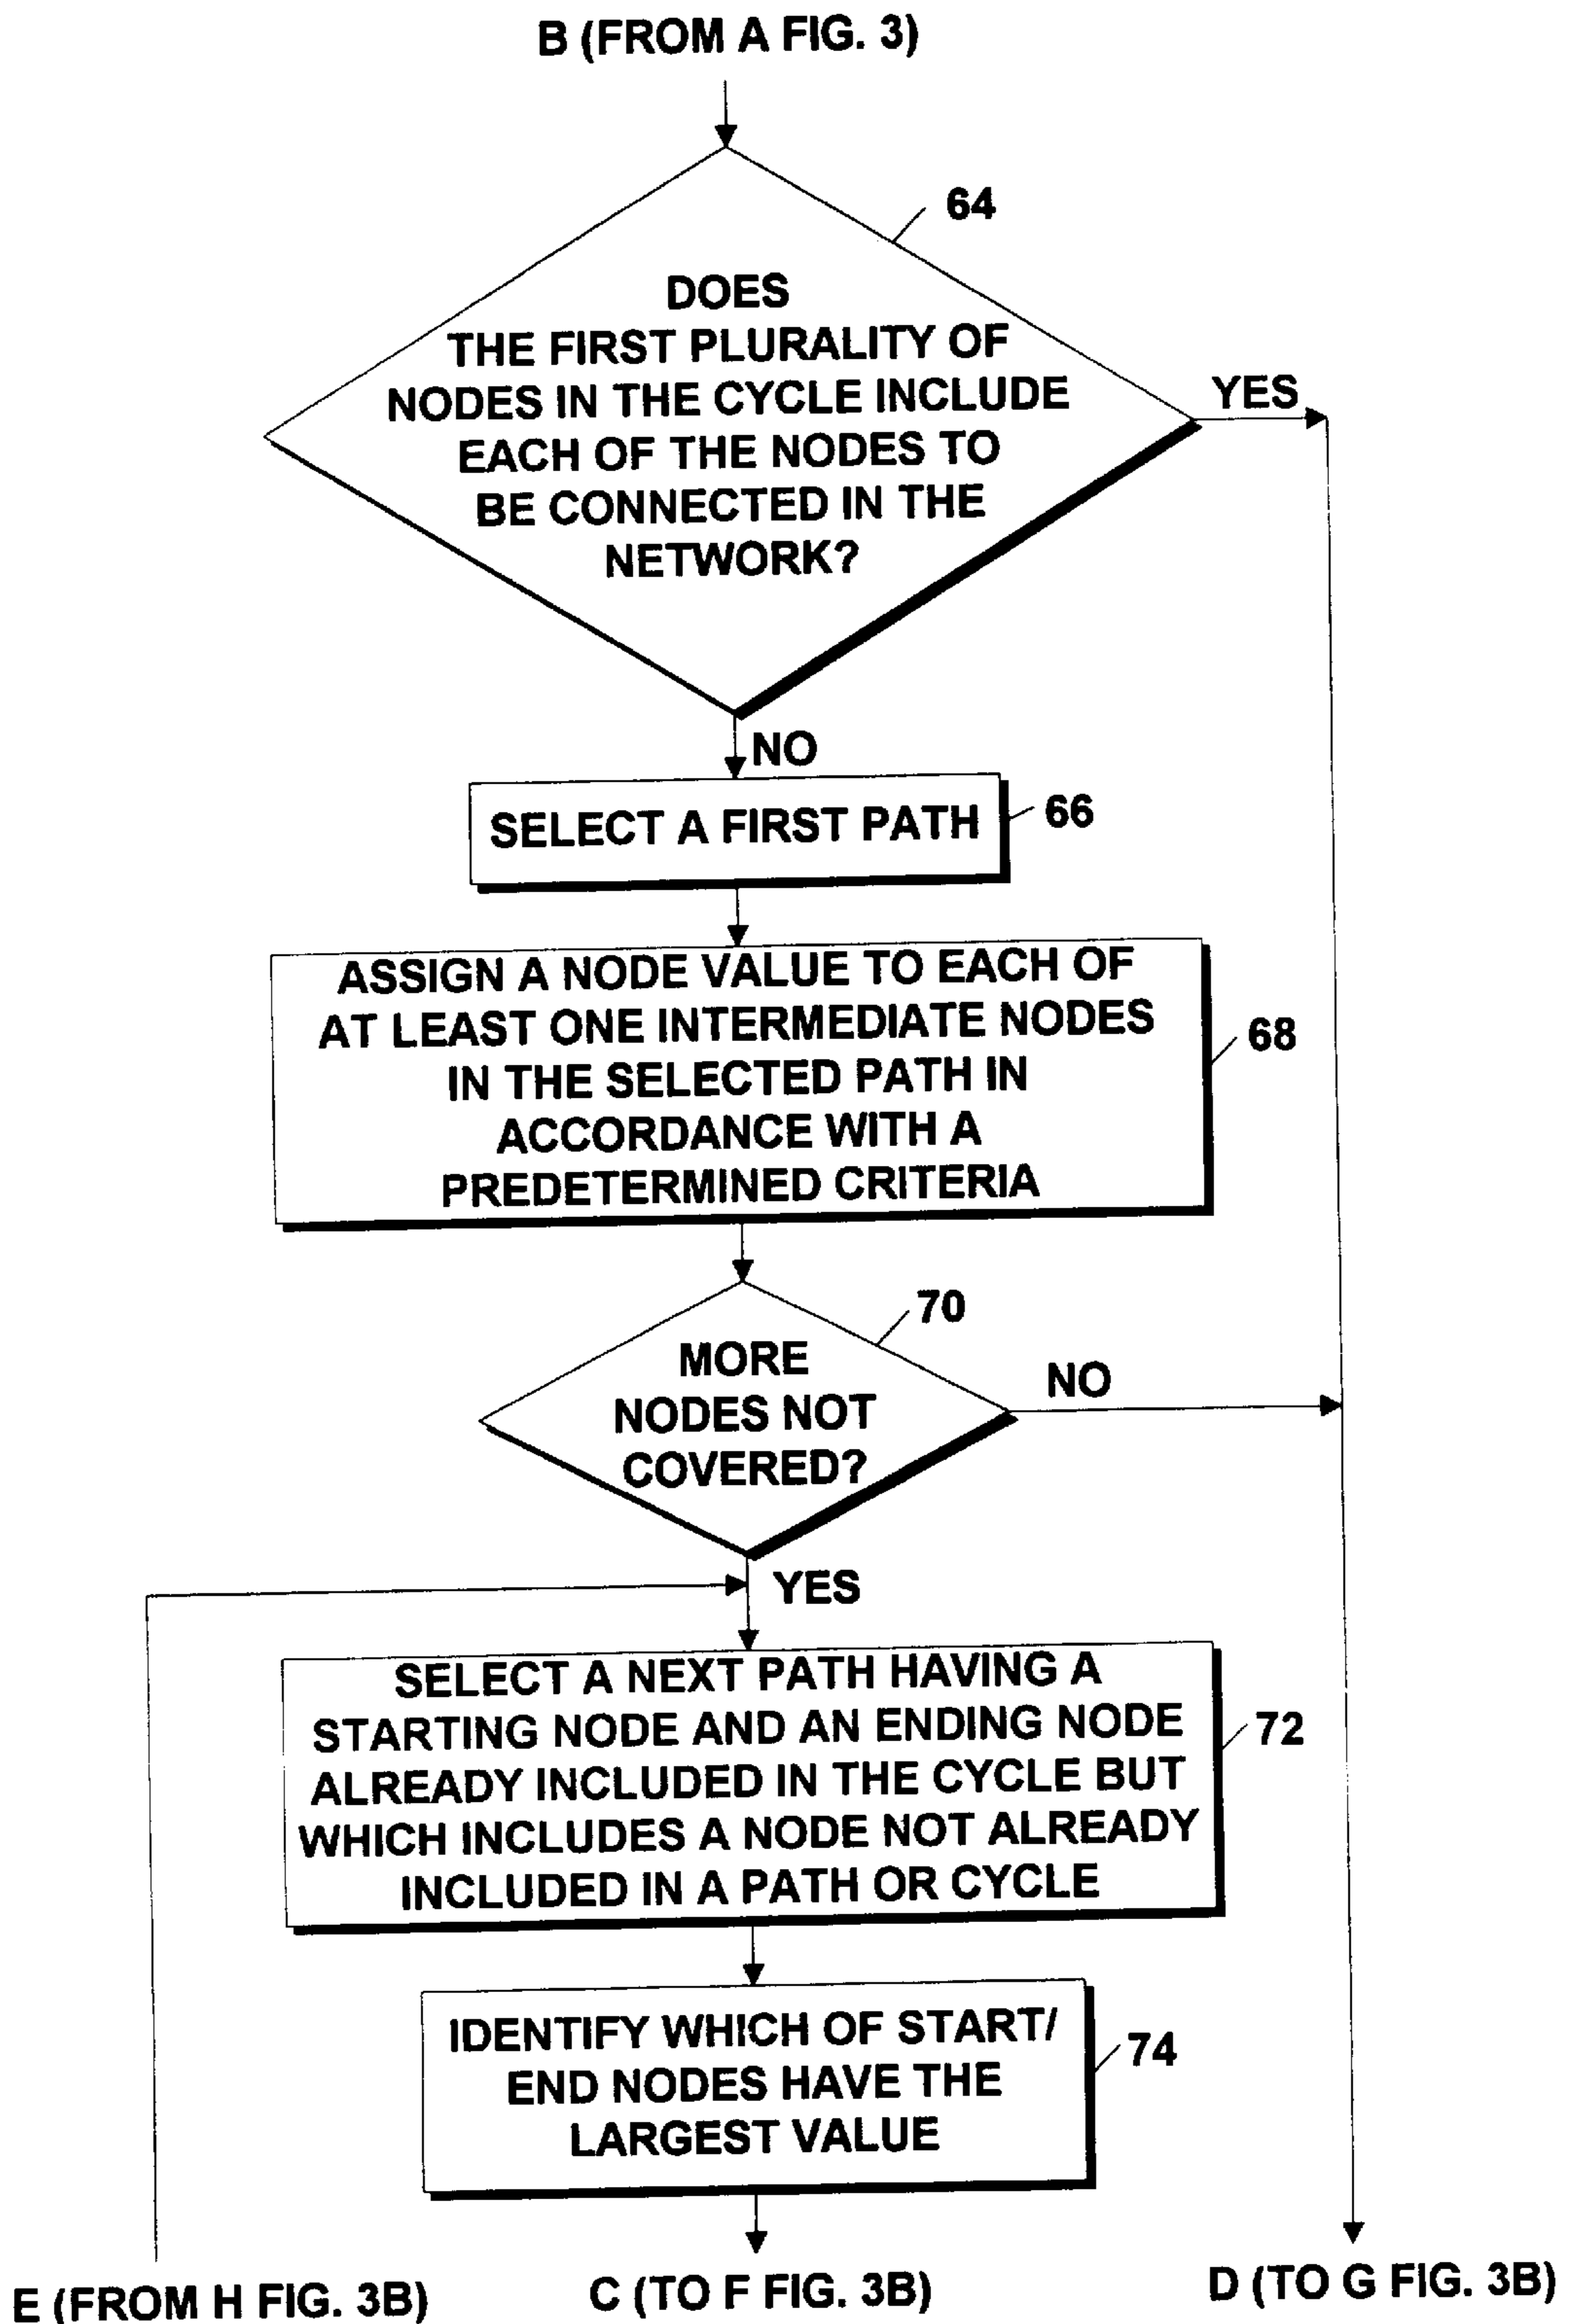 B (FROM A FIG. 3)
64
DOES
THE FIRST PLURALITY OF
NODES IN THE CYCLE INCLUDE
EACH OF THE NODES TO
BE CONNECTED IN THE
NETWORK?
YES
NO
SELECT A FIRST PATH
66
ASSIGN A NODE VALUE TO EACH OF
AT LEAST ONE INTERMEDIATE NODES
IN THE SELECTED PATH IN
ACCORDANCE WITH A
PREDETERMINED CRITERIA
68
70
MORE
NODES NOT
COVERED?
NO
YES
SELECT A NEXT PATH HAVING A
STARTING NODE AND AN ENDING NODE
ALREADY INCLUDED IN THE CYCLE BUT
WHICH INCLUDES A NODE NOT ALREADY
INCLUDED IN A PATH OR CYCLE
72
IDENTIFY WHICH OF START/
END NODES HAVE THE
LARGEST VALUE
74
E (FROM H FIG. 3B)
C (TO F FIG. 3B)
D (TO G FIG. 3B)